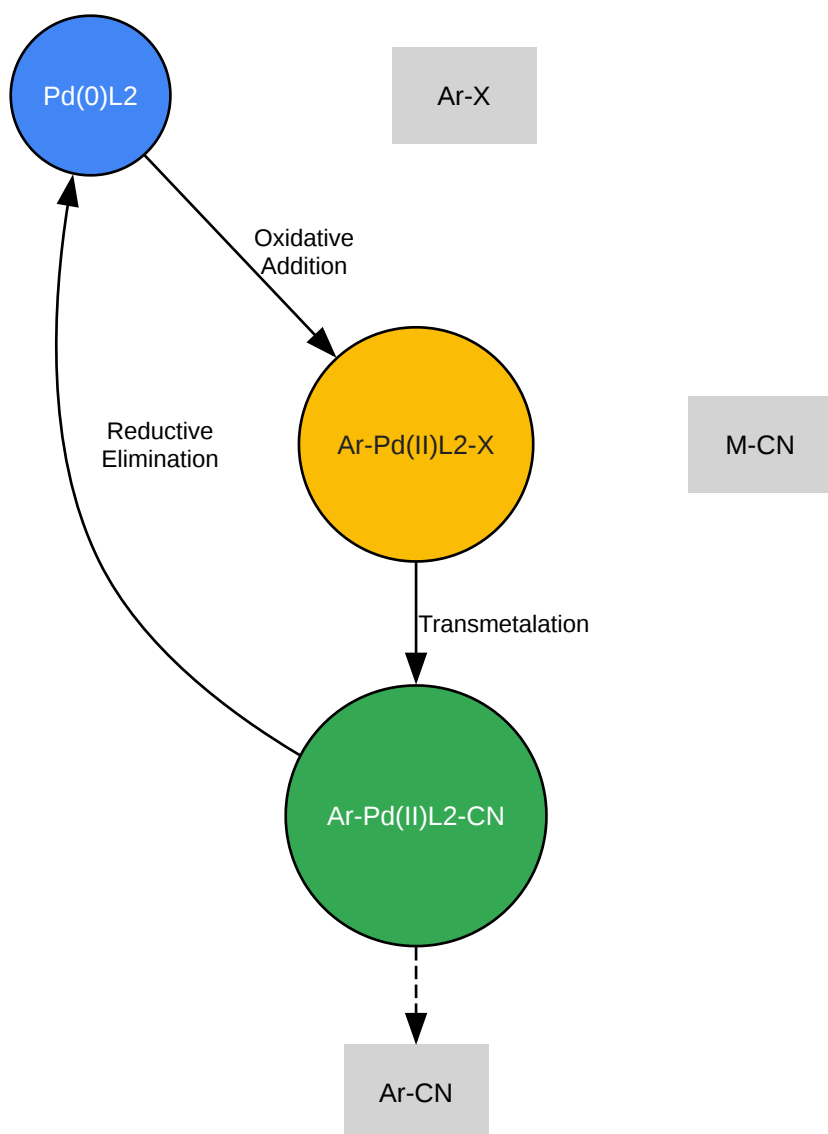 Pd(0)L2
Ar-X
Oxidative
Addition
Reductive
Elimination
Ar-Pd(II)L2-X
M-CN
Transmetalation
Ar-Pd(II)L2-CN
Ar-CN